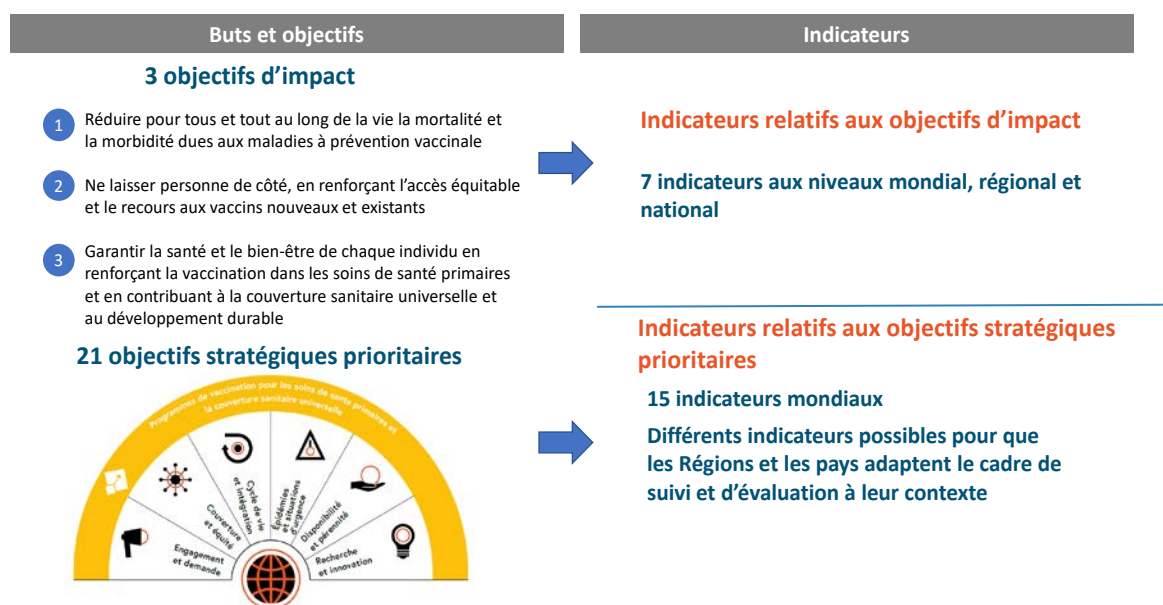 Buts et objectifs
Indicateurs
3 objectifs d’impact
1
Réduire pour tous et tout au long de la vie la mortalité et
la morbidité dues aux maladies à prévention vaccinale
2
Ne laisser personne de côté, en renforçant l’accès équitable
et le recours aux vaccins nouveaux et existants
3
Garantir la santé et le bien-être de chaque individu en
renforçant la vaccination dans les soins de santé primaires
et en contribuant à la couverture sanitaire universelle et
au développement durable
Indicateurs relatifs aux objectifs d’impact
7 indicateurs aux niveaux mondial, régional et
national
21 objectifs stratégiques prioritaires
Programmes de vaccination pour les soins de santé primaires et
la couverture sanitaire universelle
Engagement
et demande
Couverture
et équité
Cycle de vie
et intégration
Épidémies
et situations
d'urgence
Disponibilité
et pérennité
Recherche
et innovation
Indicateurs relatifs aux objectifs stratégiques
prioritaires
15 indicateurs mondiaux
Différents indicateurs possibles pour que
les Régions et les pays adaptent le cadre de
suivi et d’évaluation à leur contexte